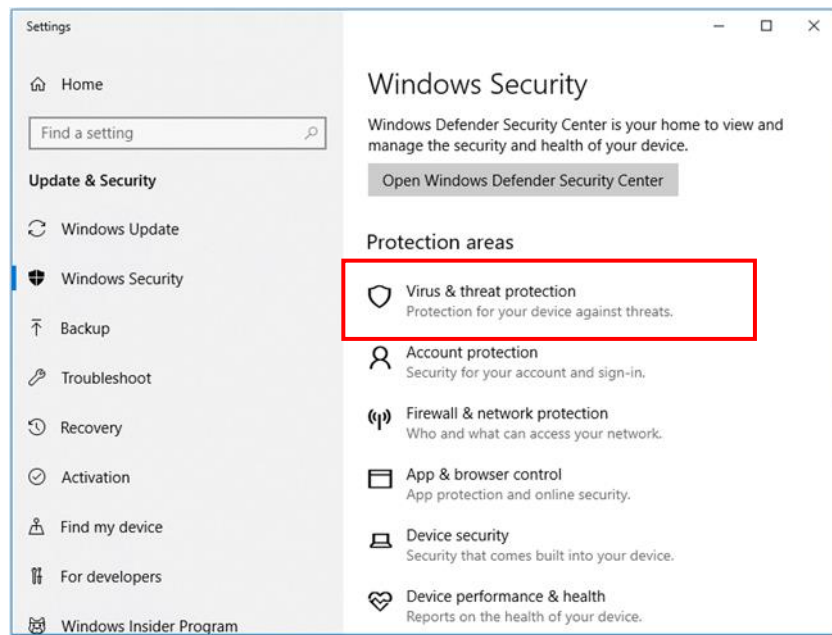 Settings
Home
Find a setting
Update & Security
Windows Update
Windows Security
Backup
Troubleshoot
Recovery
Activation
Find my device
For developers
Windows Insider Program
Windows Security
Windows Defender Security Center is your home to view and
manage the security and health of your device.
Open Windows Defender Security Center
Protection areas
Virus & threat protection
Protection for your device against threats.
Account protection
Security for your account and sign-in.
Firewall & network protection
Who and what can access your network.
App & browser control
App protection and online security.
Device security
Security that comes built into your device.
Device performance & health
Reports on the health of your device.